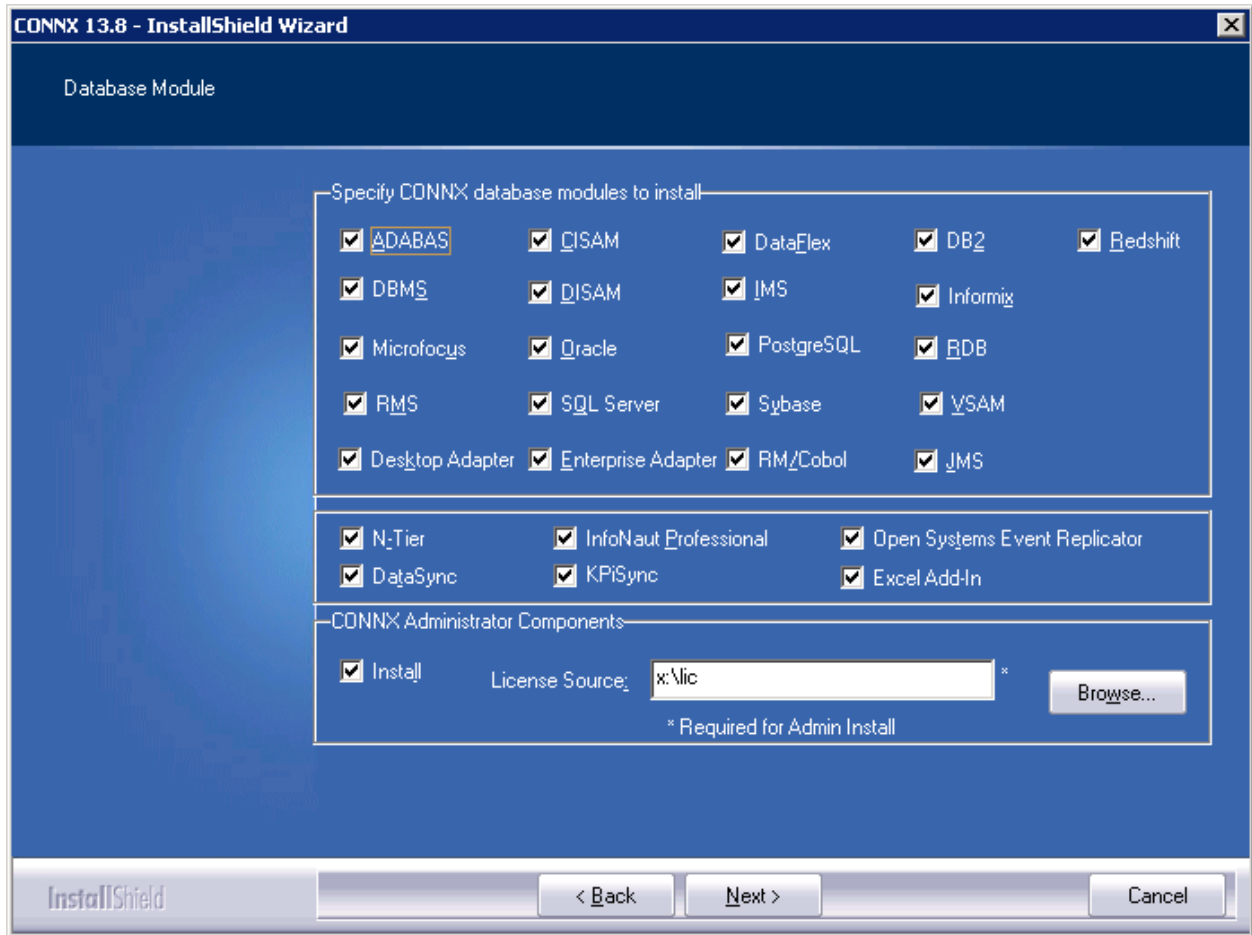 CONNX 13.8 - InstallShield Wizard
Database Module
Specify CONNX database modules to install
ADABAS CISAM DataFlex DB2 Redshift
DBMS DISAM IMS Informix
Microfocus Oracle PostgreSQL RDB
RMS SQL Server Sybase VSAM
Desktop Adapter Enterprise Adapter RM/Cobol JMS
N-Tier InfoNaut Professional Open Systems Event Replicator
DataSync KPiSync Excel Add-In
CONNX Administrator Components
Install License Source: x:\lic * Browse...
* Required for Admin Install
InstallShield < Back Next > Cancel